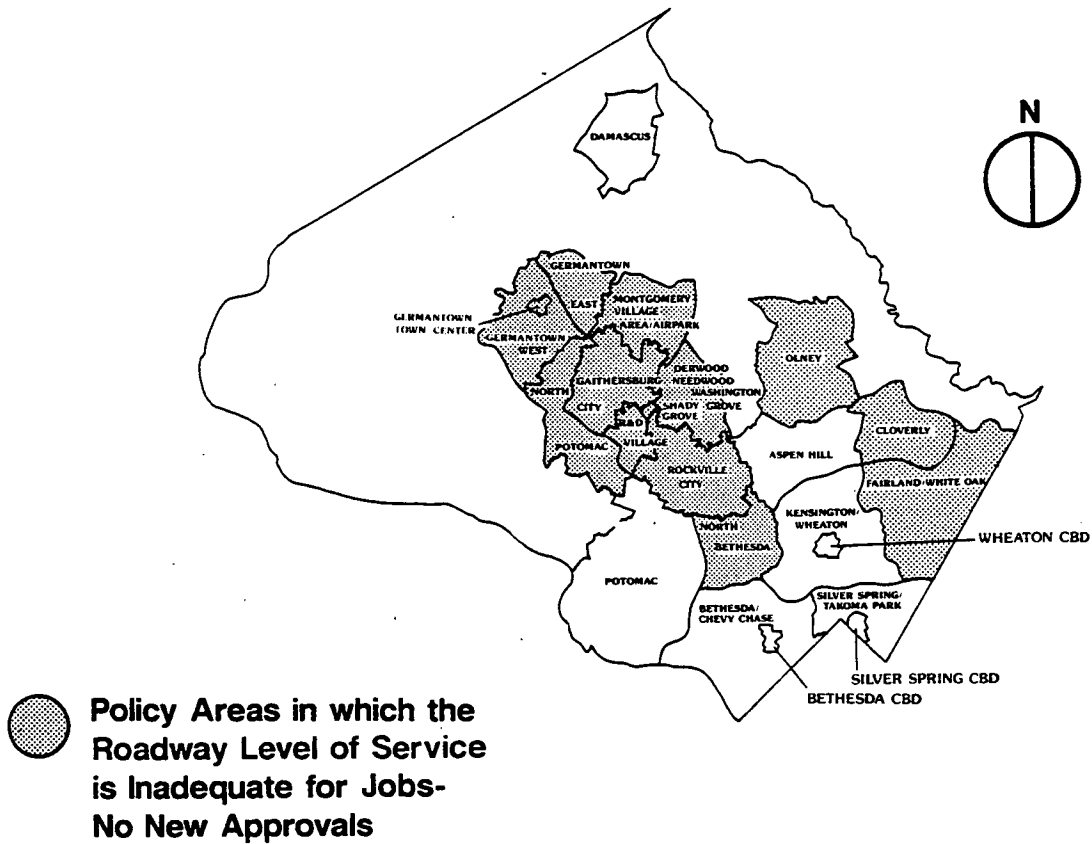 N
DAMASCUS
GERMANTOWN
EAST
MONTGOMERY
VILLAGE
AREA/AIRPARK
GERMANTOWN
TOWN CENTER
GERMANTOWN
WEST
OLNEY
GAITHERSBURG
CITY
DERWOOD
NEEDWOOD
WASHINGTON
SHADY GROVE
GROVE
NORTH
POTOMAC
R&D
VILLAGE
CLOVERLY
ASPEN HILL
ROCKVILLE
CITY
FAIRLAND/WHITE OAK
KENSINGTON/
WHEATON
NORTH
BETHESDA
WHEATON CBD
POTOMAC
BETHESDA/
CHEVY CHASE
SILVER SPRING/
TAKOMA PARK
SILVER SPRING CBD
BETHESDA CBD
Policy Areas in which the
Roadway Level of Service
is Inadequate for Jobs-
No New Approvals